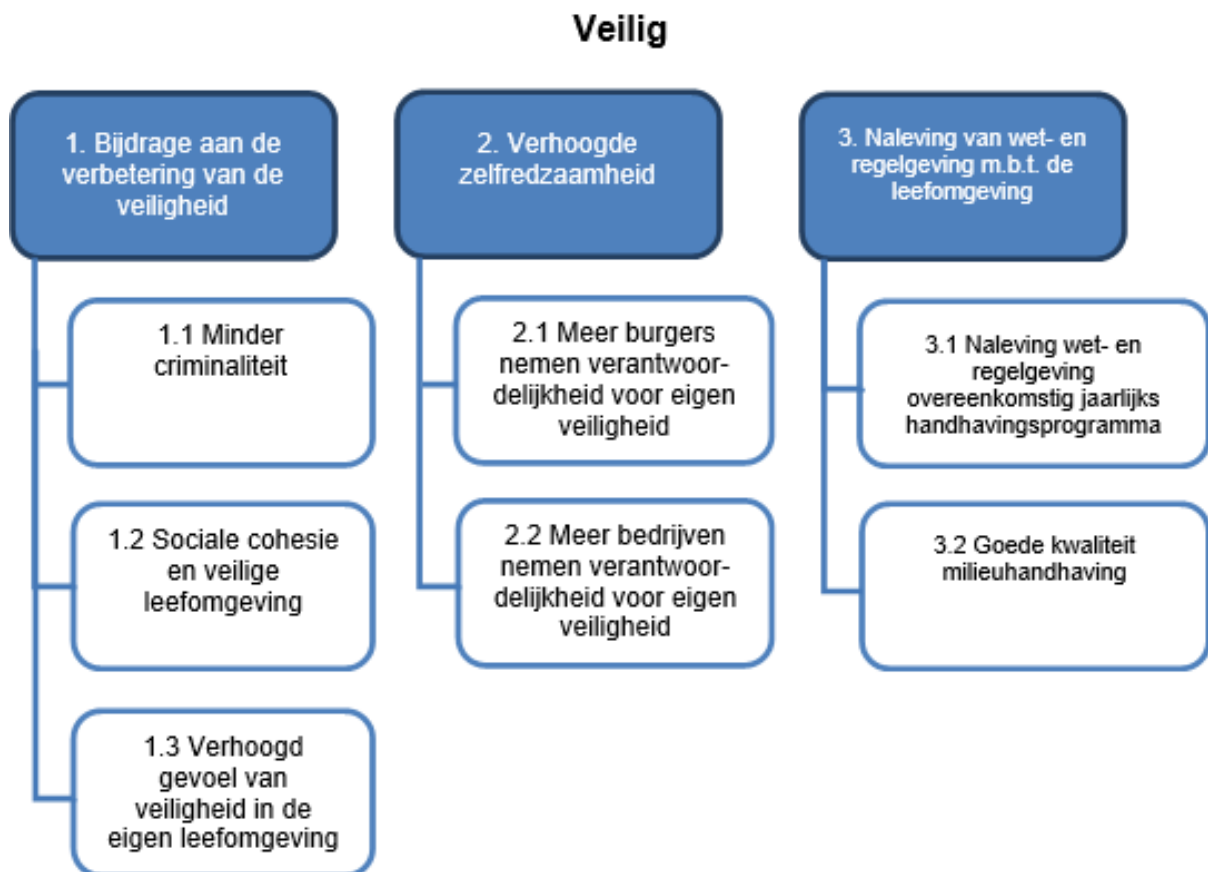 Veilig
1. Bijdrage aan de
verbetering van de
veiligheid
1.1 Minder
criminaliteit
1.2 Sociale cohesie
en veilige
leefomgeving
1.3 Verhoogd
gevoel van
veiligheid in de
eigen leefomgeving
2. Verhoogde
zelfredzaamheid
2.1 Meer burgers
nemen verantwoor-
delijkheid voor eigen
veiligheid
2.2 Meer bedrijven
nemen verantwoor-
delijkheid voor eigen
veiligheid
3. Naleving van wet- en
regelgeving m.b.t. de
leefomgeving
3.1 Naleving wet- en
regelgeving
overeenkomstig jaarlijks
handhavingsprogramma
3.2 Goede kwaliteit
milieuhandhaving